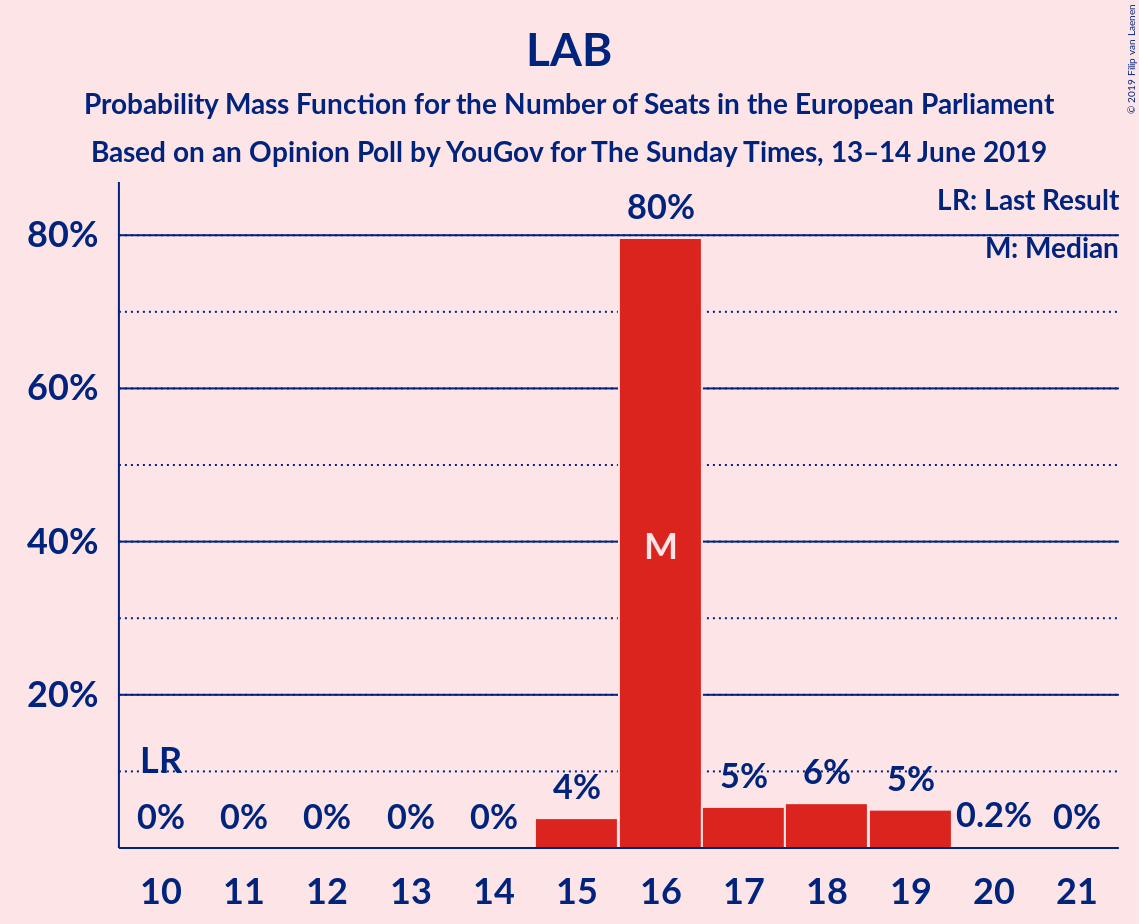 LAB
Probability Mass Function for the Number of Seats in the European Parliament
Based on an Opinion Poll by YouGov for The Sunday Times, 13–14 June 2019
© 2019 Filip van Laenen
LR: Last Result
M: Median
80%
60%
40%
20%
LR
M
0% 0% 0% 0% 0% 4% 80% 5% 6% 5% 0.2% 0%
10 11 12 13 14 15 16 17 18 19 20 21